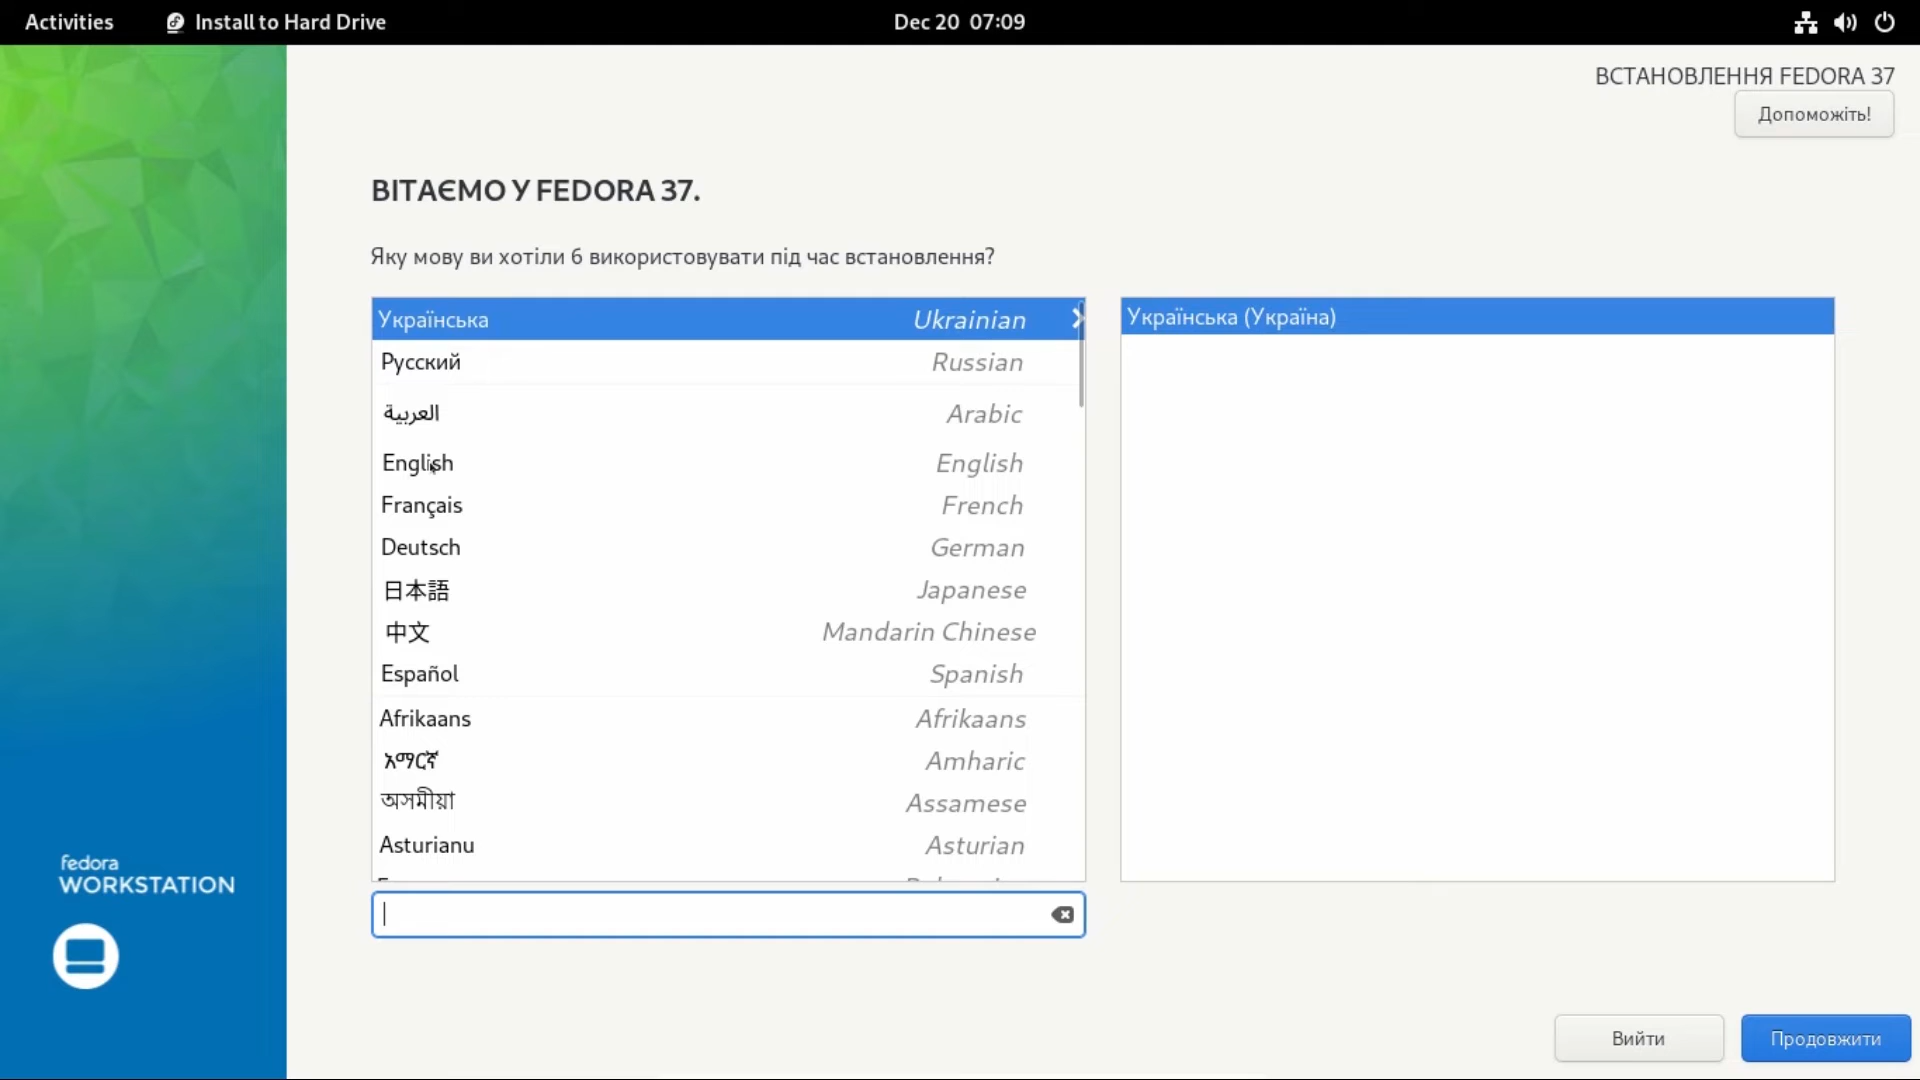 Activities Install to Hard Drive Dec 20 07:09
ВСТАНОВЛЕННЯ FEDORA 37
Допоможіть!
ВІТАЄМО У FEDORA 37.
Яку мову ви хотіли б використовувати під час встановлення?
Українська Ukrainian
Русский Russian
العربية Arabic
English English
Français French
Deutsch German
日本語 Japanese
中文 Mandarin Chinese
Español Spanish
Afrikaans Afrikaans
አማርኛ Amharic
অসমীয়া Assamese
Asturianu Asturian
Українська (Україна)
fedora
WORKSTATION
Вийти Продовжити